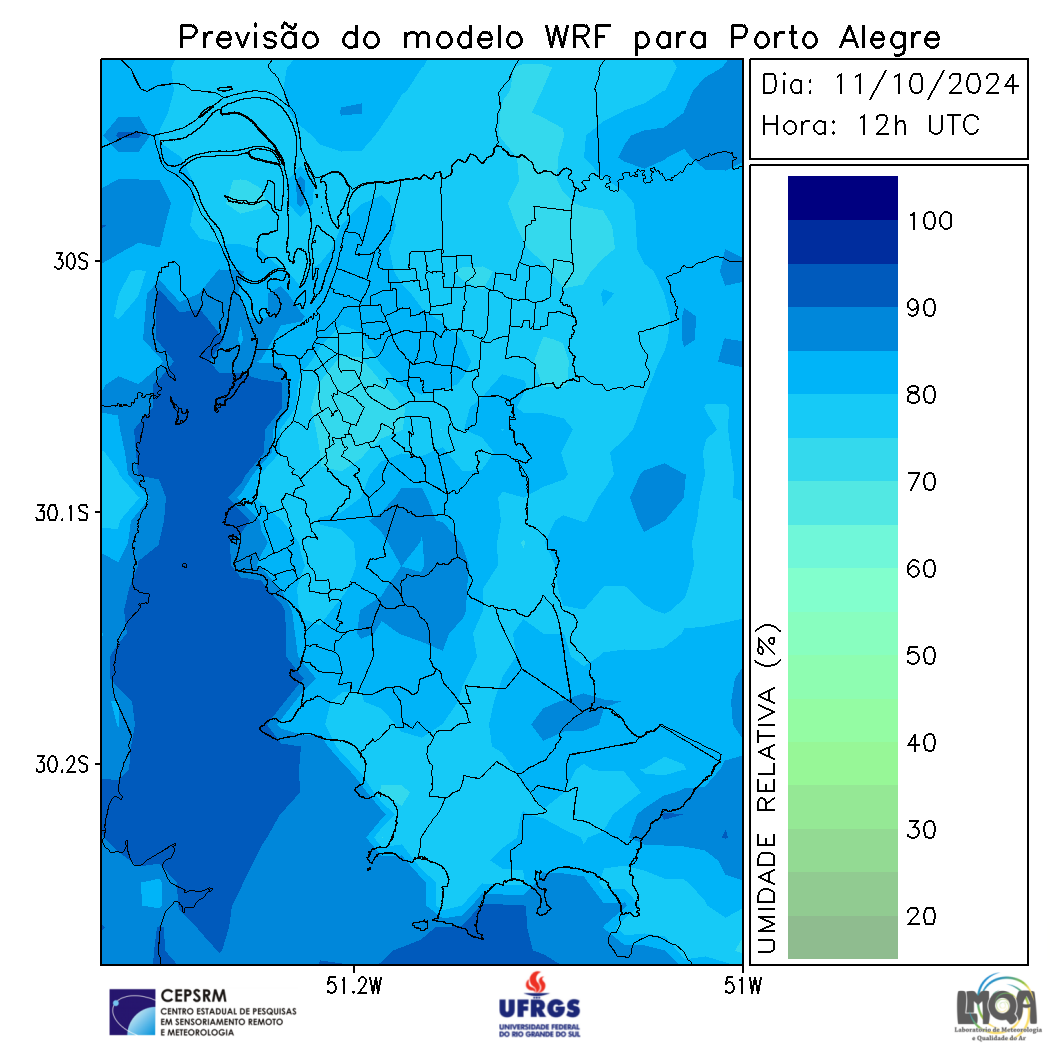 Previsão do modelo WRF para Porto Alegre
Dia: 11/10/2024
Hora: 12h UTC
100
90
80
70
60
50
40
30
20
UMIDADE RELATIVA (%)
30S
30.1S
30.2S
51.2W
51W
CEPSRM
CENTRO ESTADUAL DE PESQUISAS
EM SENSORIAMENTO REMOTO
E METEOROLOGIA
UFRGS
UNIVERSIDADE FEDERAL
DO RIO GRANDE DO SUL
LMQA
Laboratório de Meteorologia
e Qualidade do Ar